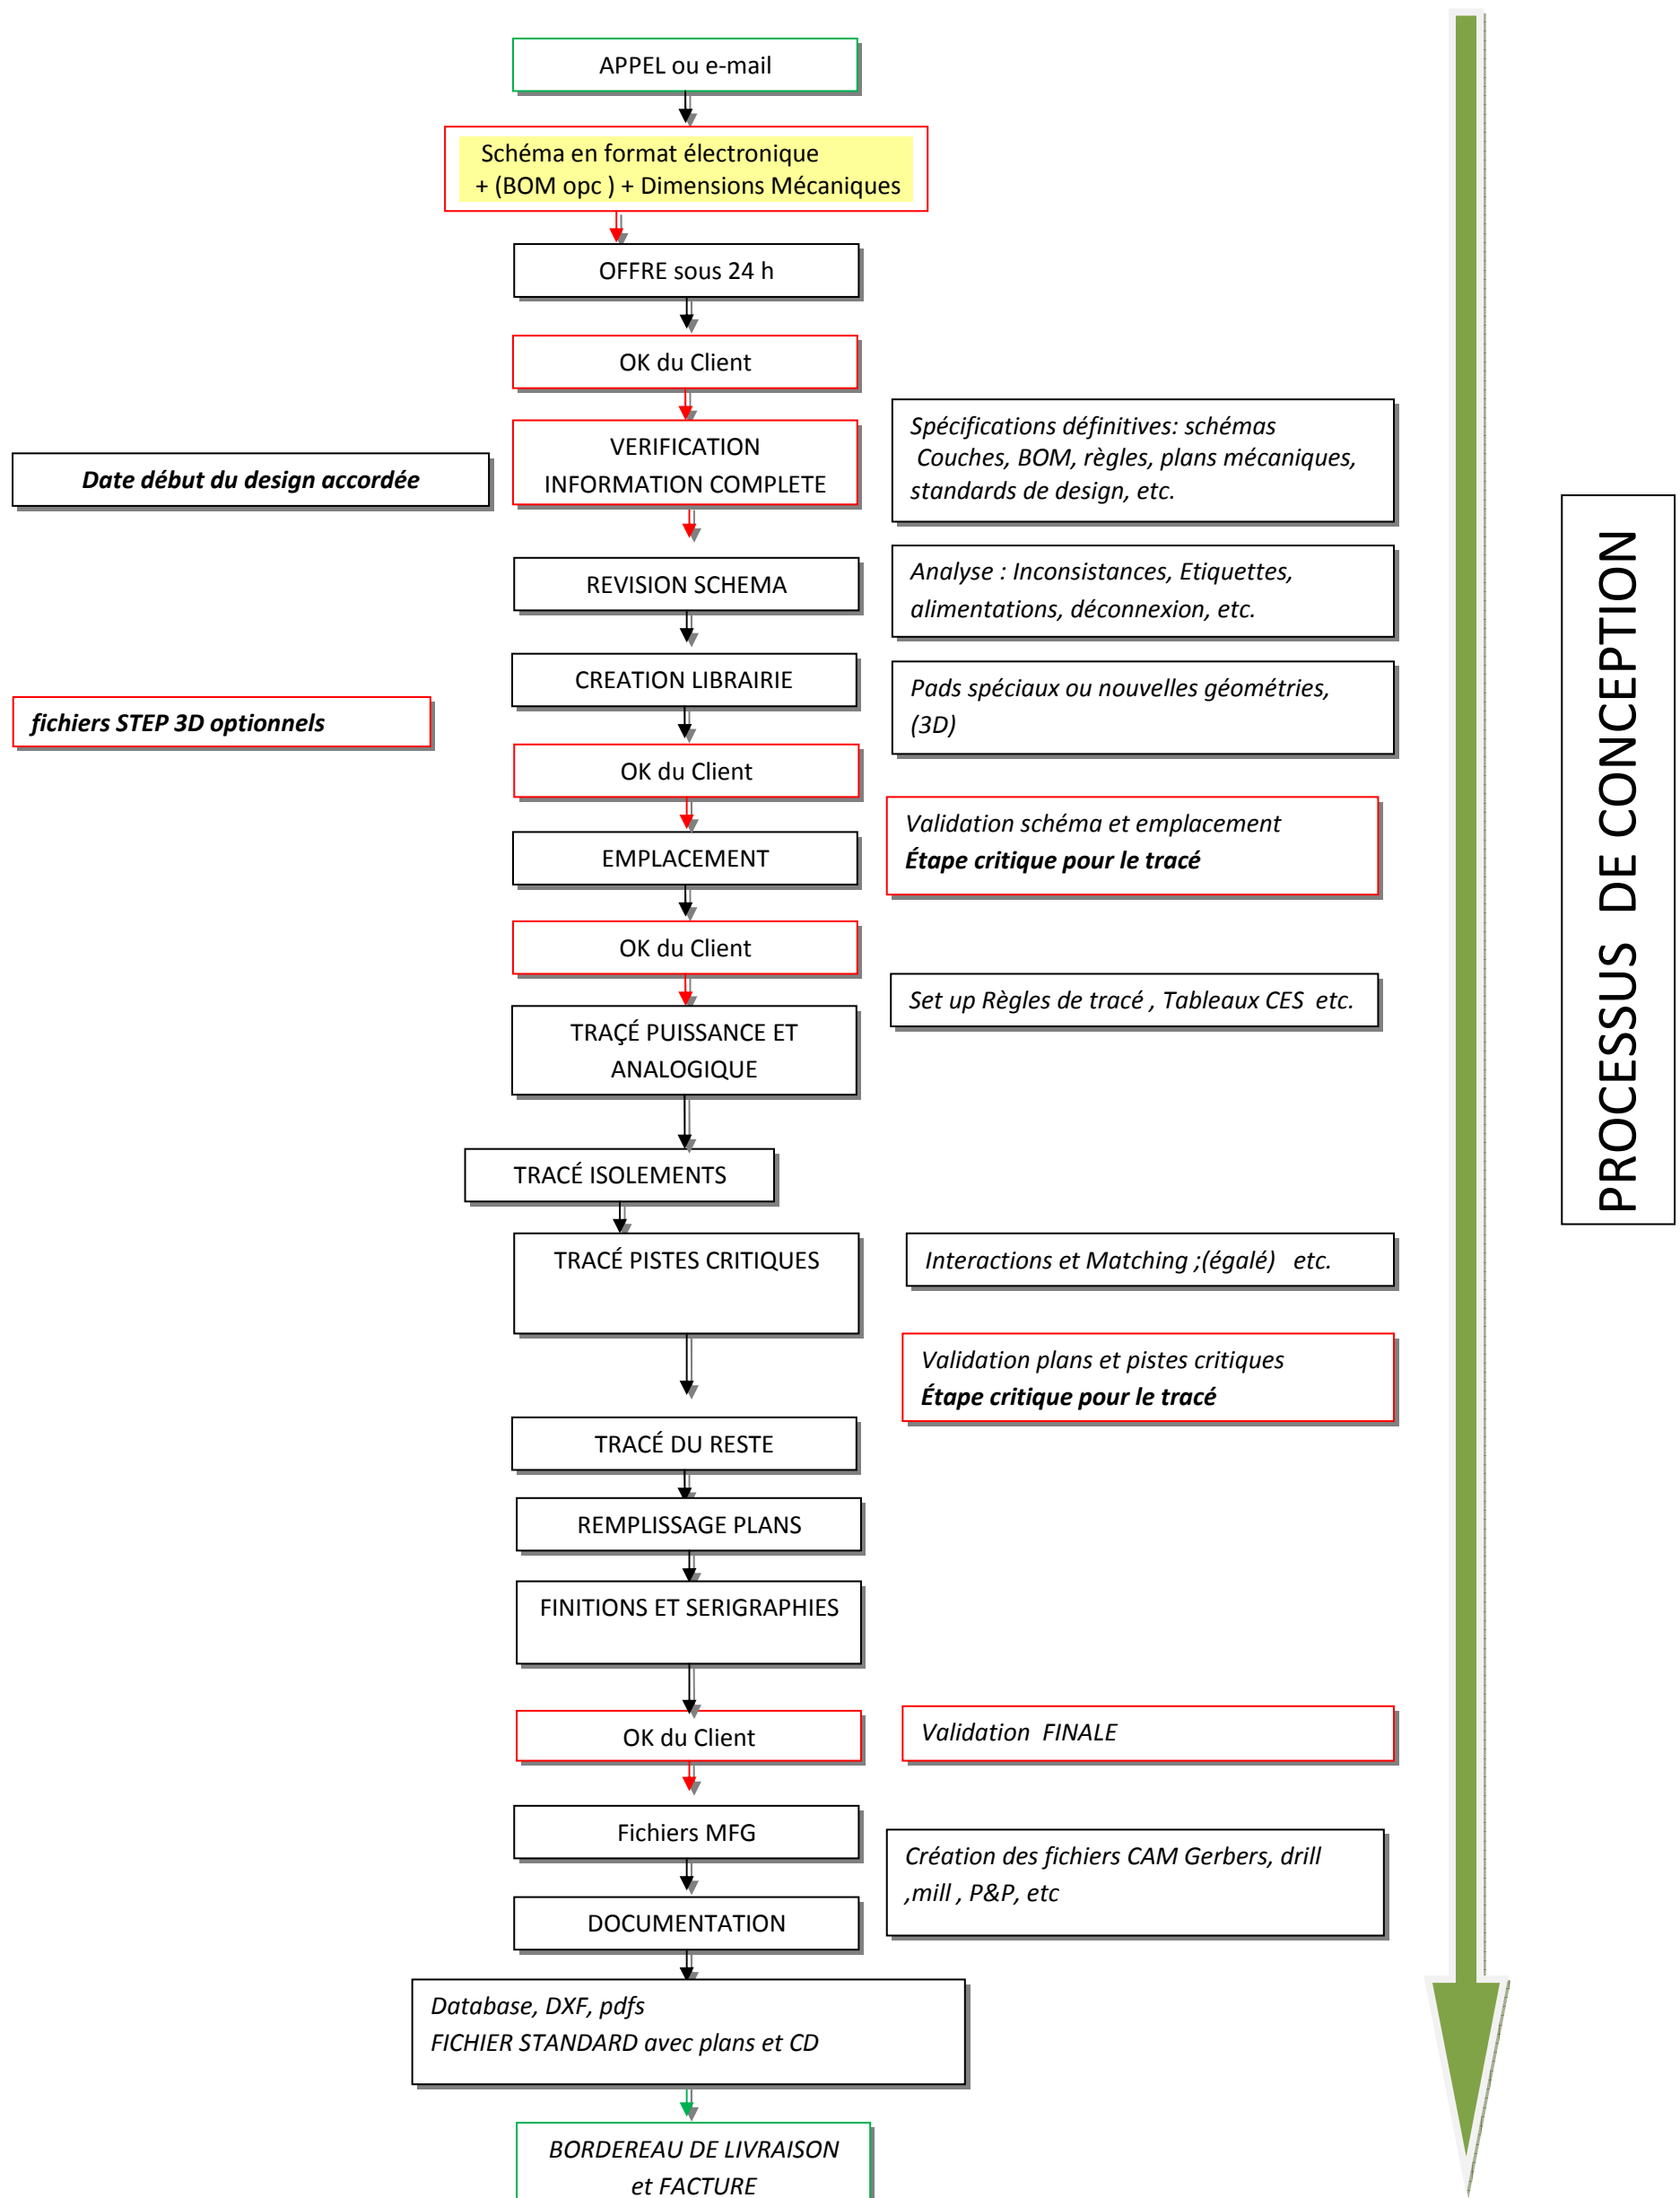 APPEL ou e-mail
Schéma en format électronique
+ (BOM opc ) + Dimensions Mécaniques
OFFRE sous 24 h
OK du Client
VERIFICATION
INFORMATION COMPLETE
Spécifications définitives: schémas
Couches, BOM, règles, plans mécaniques,
standards de design, etc.
Date début du design accordée
REVISION SCHEMA
Analyse : Inconsistances, Etiquettes,
alimentations, déconnexion, etc.
CREATION LIBRAIRIE
Pads spéciaux ou nouvelles géométries,
(3D)
fichiers STEP 3D optionnels
OK du Client
EMPLACEMENT
Validation schéma et emplacement
Étape critique pour le tracé
OK du Client
TRAÇÉ PUISSANCE ET
ANALOGIQUE
Set up Règles de tracé , Tableaux CES etc.
TRACÉ ISOLEMENTS
TRACÉ PISTES CRITIQUES
Interactions et Matching ;(égalé) etc.
Validation plans et pistes critiques
Étape critique pour le tracé
TRACÉ DU RESTE
REMPLISSAGE PLANS
FINITIONS ET SERIGRAPHIES
OK du Client
Validation FINALE
Fichiers MFG
Création des fichiers CAM Gerbers, drill
,mill , P&P, etc
DOCUMENTATION
Database, DXF, pdfs
FICHIER STANDARD avec plans et CD
BORDEREAU DE LIVRAISON
et FACTURE
PROCESSUS DE CONCEPTION